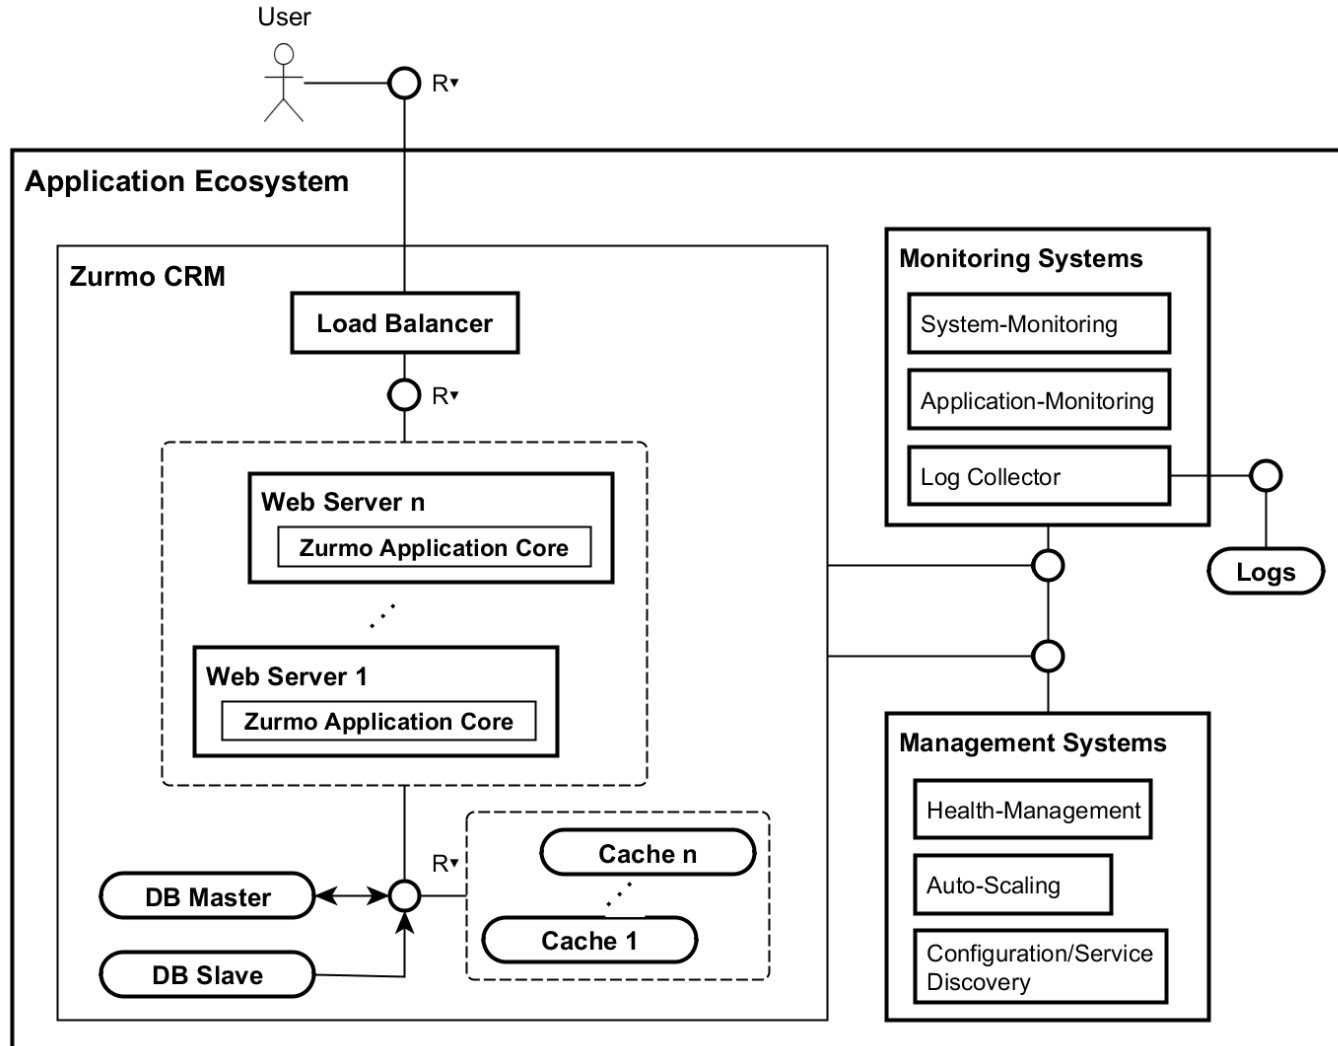 User
R▾
Application Ecosystem
Zurmo CRM
Load Balancer
R▾
Web Server n
Zurmo Application Core
Web Server 1
Zurmo Application Core
R▾
DB Master
DB Slave
Cache n
Cache 1
Monitoring Systems
System-Monitoring
Application-Monitoring
Log Collector
Logs
Management Systems
Health-Management
Auto-Scaling
Configuration/Service
Discovery